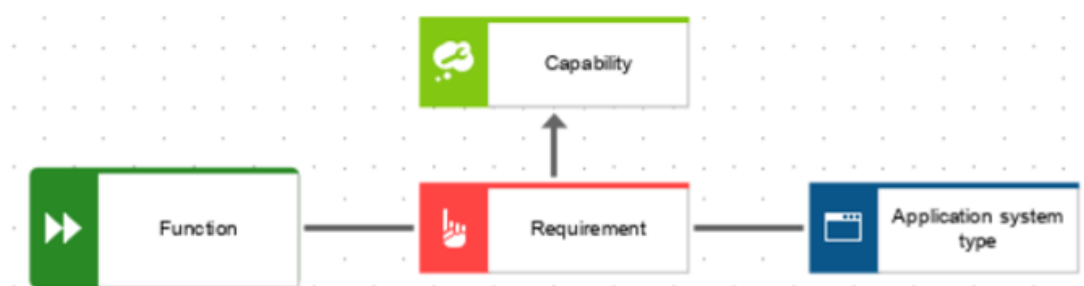 Capability
Function
Requirement
Application system
type